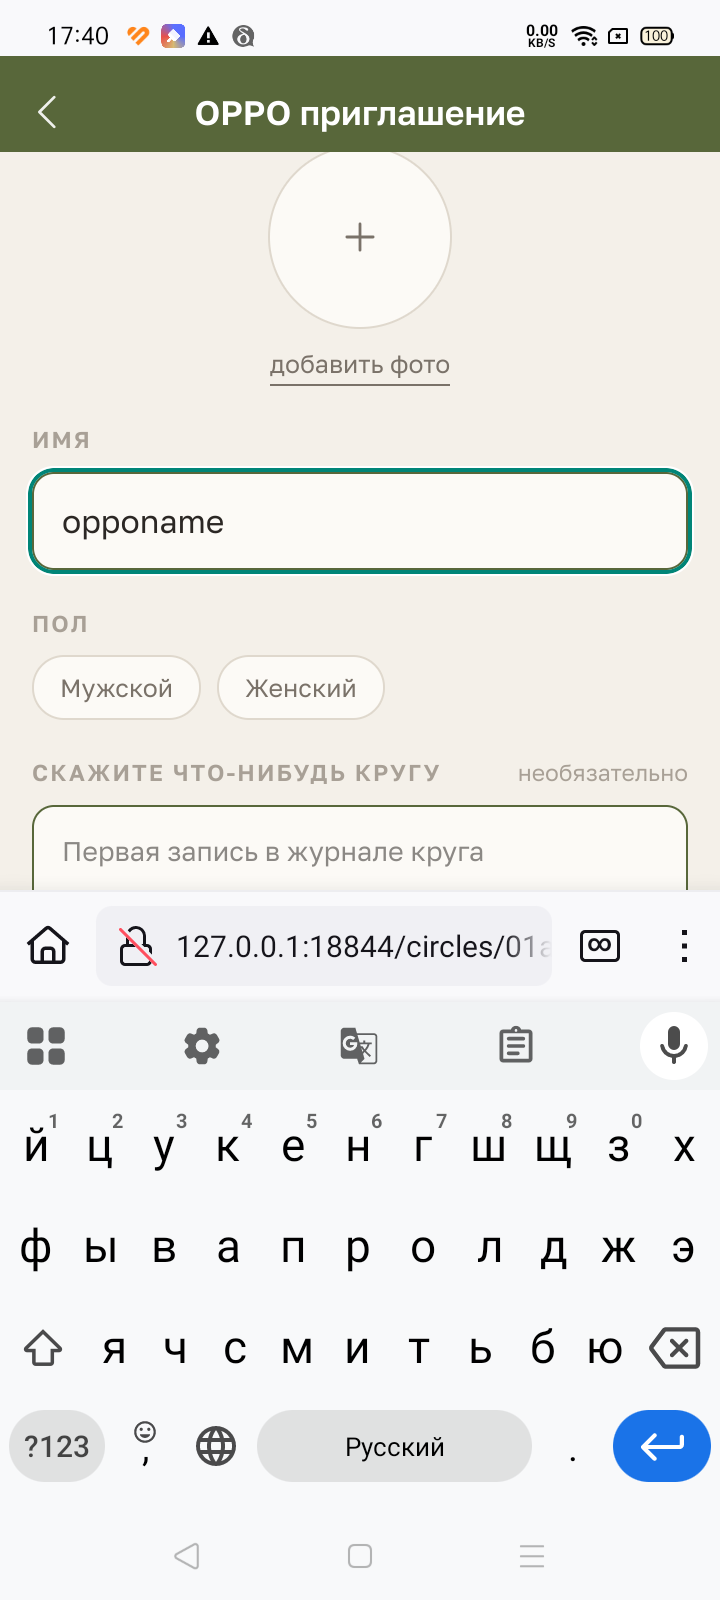 17:40
0.00
KB/S
100
OPPO приглашение
добавить фото
ИМЯ
opponame
ПОЛ
Мужской Женский
СКАЖИТЕ ЧТО-НИБУДЬ КРУГУ необязательно
Первая запись в журнале круга
127.0.0.1:18844/circles/01a
1 2 3 4 5 6 7 8 9 0
й ц у к е н г ш щ з х
ф ы в а п р о л д ж э
я ч с м и т ь б ю
?123 , Русский .